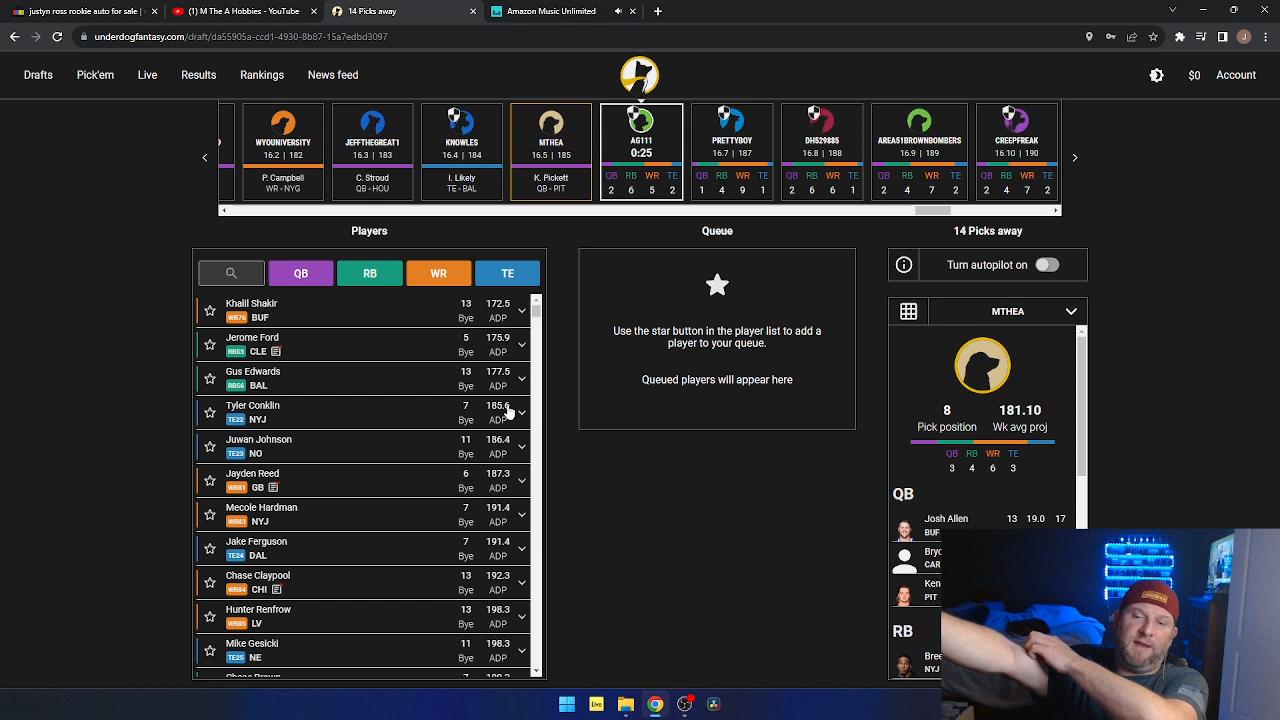 justyn ross rookie auto for sale |
(1) M The A Hobbies - YouTube
14 Picks away
Amazon Music Unlimited
underdogfantasy.com/draft/da55905a-ccd1-4930-8b87-15a7edbd3097
J
Drafts
Pick'em
Live
Results
Rankings
News feed
$0
Account
WYOUNIVERSITY
16.2 | 182
P. Campbell
WR - NYG
JEFFTHEGREAT1
16.3 | 183
C. Stroud
QB - HOU
KNOWLES
16.4 | 184
I. Likely
TE - BAL
MTHEA
16.5 | 185
K. Pickett
QB - PIT
AG111
0:25
QB RB WR TE
2 6 5 2
PRETTYBOY
16.7 | 187
QB RB WR TE
1 4 9 1
DH529885
16.8 | 188
QB RB WR TE
2 6 6 1
AREA51BROWNBOMBERS
16.9 | 189
QB RB WR TE
2 4 7 2
CREEPFREAK
16.10 | 190
QB RB WR TE
2 4 7 2
Players
QB
RB
WR
TE
Khalil Shakir 13 172.5
WR76 BUF Bye ADP
Jerome Ford 5 175.9
RB53 CLE Bye ADP
Gus Edwards 13 177.5
RB56 BAL Bye ADP
Tyler Conklin 7 185.6
TE22 NYJ Bye ADP
Juwan Johnson 11 186.4
TE23 NO Bye ADP
Jayden Reed 6 187.3
WR81 GB Bye ADP
Mecole Hardman 7 191.4
WR83 NYJ Bye ADP
Jake Ferguson 7 191.4
TE24 DAL Bye ADP
Chase Claypool 13 192.3
WR84 CHI Bye ADP
Hunter Renfrow 13 198.3
WR85 LV Bye ADP
Mike Gesicki 11 198.3
TE25 NE Bye ADP
Queue
Use the star button in the player list to add a
player to your queue.
Queued players will appear here
14 Picks away
Turn autopilot on
MTHEA
8 181.10
Pick position Wk avg proj
QB RB WR TE
3 4 6 3
QB
Josh Allen 13 19.0 17
BUF
Bryc
CAR
Ken
PIT
RB
Bree
NYJ
Live